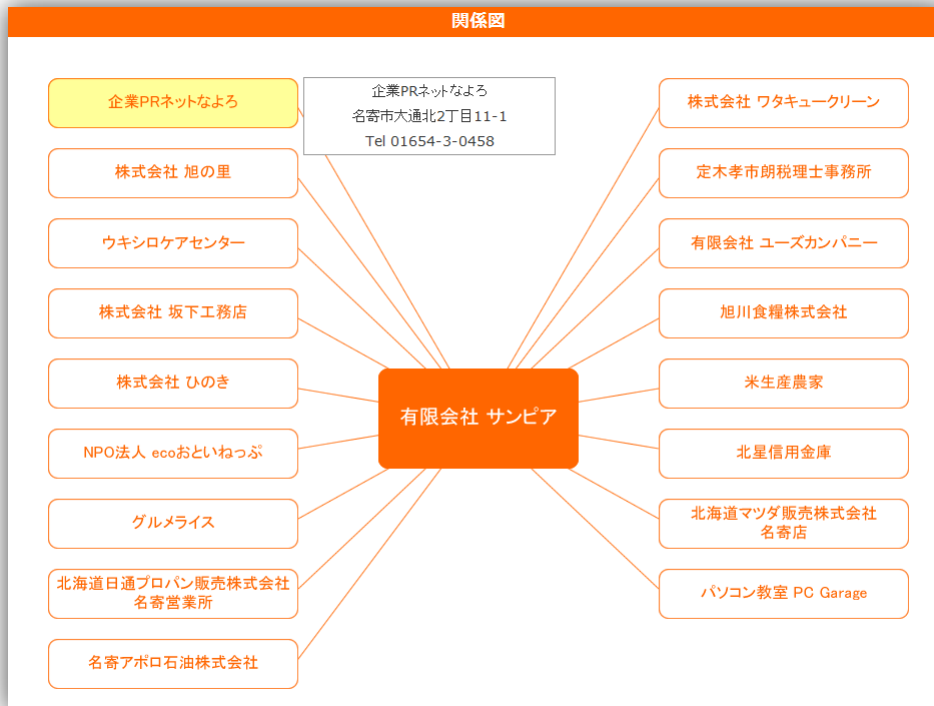 関係図
企業PRネットなよろ
企業PRネットなよろ
名寄市大通北2丁目11-1
Tel 01654-3-0458
株式会社 旭の里
ウキシロケアセンター
株式会社 坂下工務店
株式会社 ひのき
NPO法人 ecoおといねっぷ
グルメライス
北海道日通プロパン販売株式会社
名寄営業所
名寄アポロ石油株式会社
有限会社 サンピア
株式会社 ワタキュークリーン
定木孝市朗税理士事務所
有限会社 ユーズカンパニー
旭川食糧株式会社
米生産農家
北星信用金庫
北海道マツダ販売株式会社
名寄店
パソコン教室 PC Garage